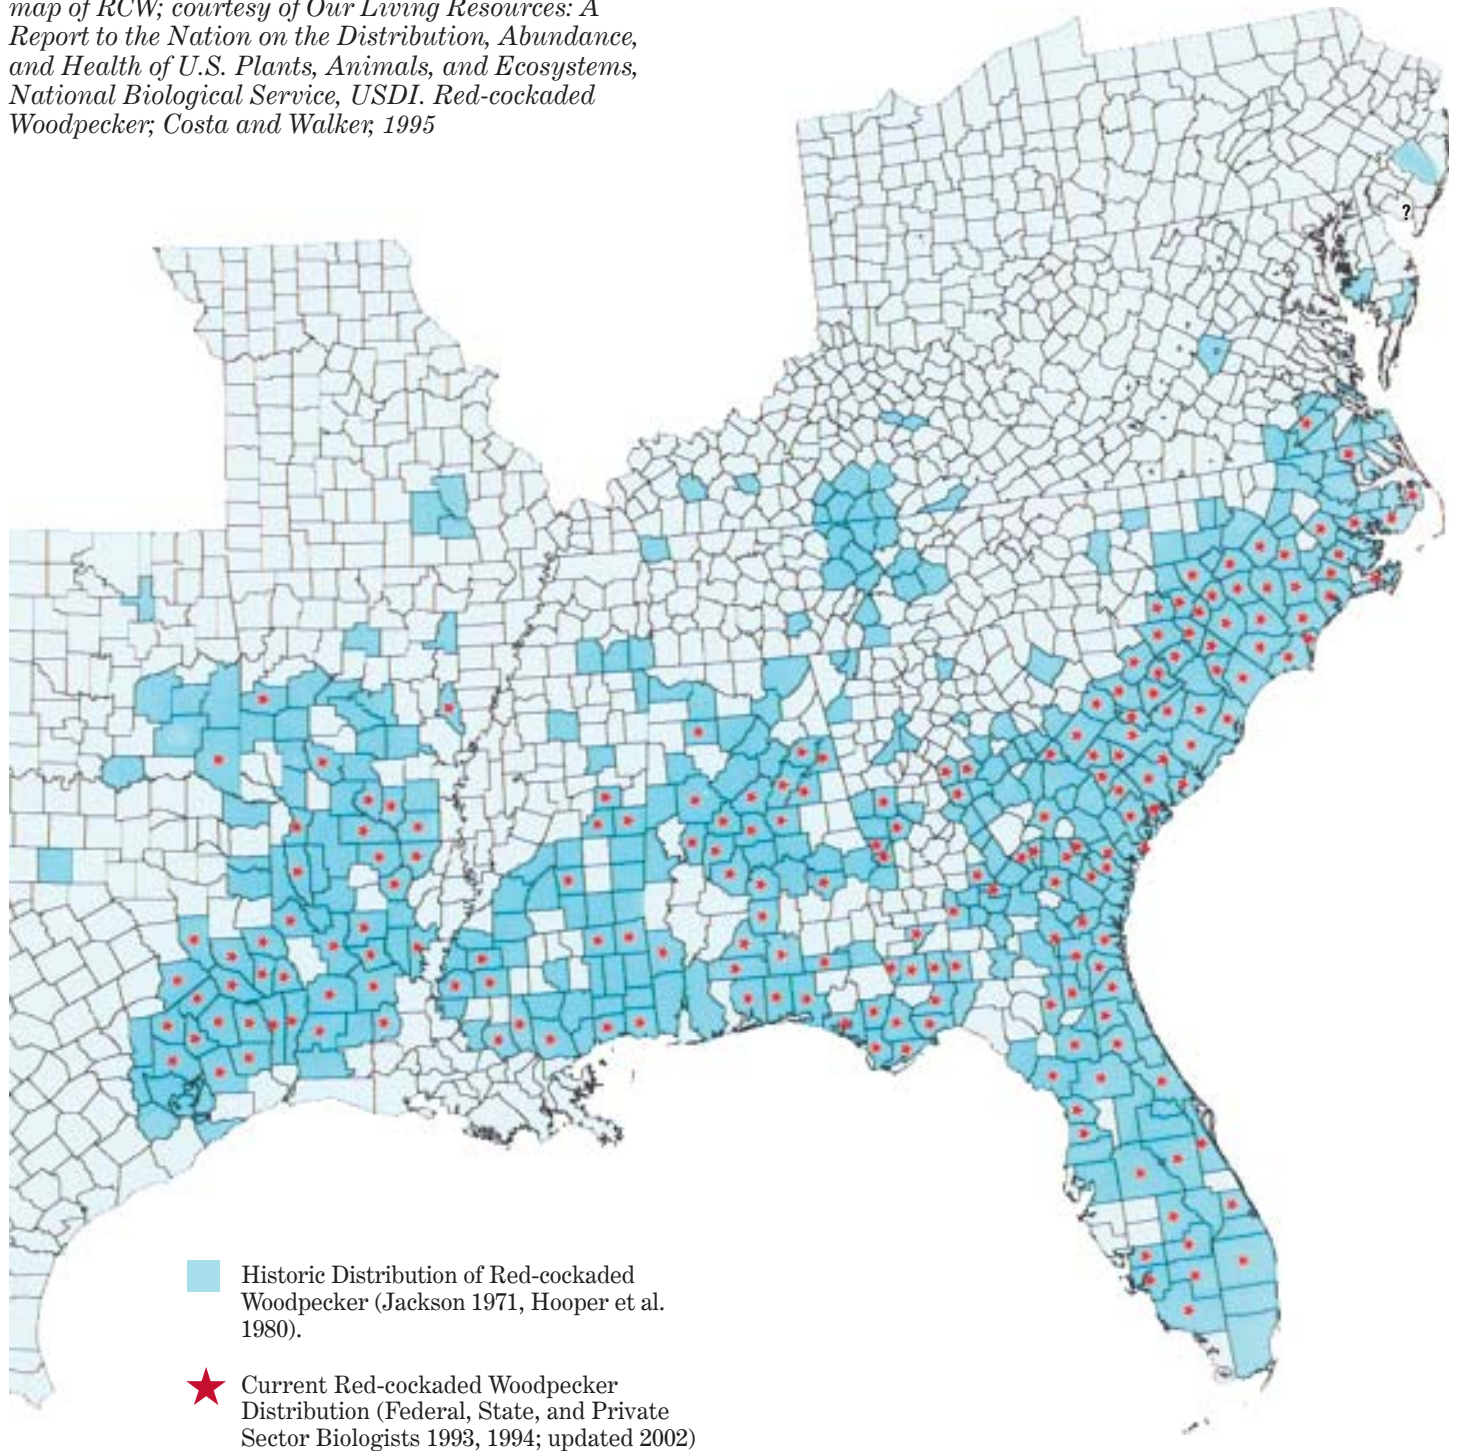 map of RCW; courtesy of Our Living Resources: A
Report to the Nation on the Distribution, Abundance,
and Health of U.S. Plants, Animals, and Ecosystems,
National Biological Service, USDI. Red-cockaded
Woodpecker; Costa and Walker, 1995
?
Historic Distribution of Red-cockaded
Woodpecker (Jackson 1971, Hooper et al.
1980).
Current Red-cockaded Woodpecker
Distribution (Federal, State, and Private
Sector Biologists 1993, 1994; updated 2002)